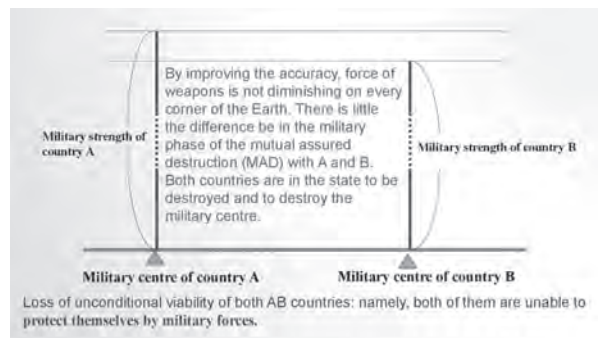 By improving the accuracy, force of
weapons is not diminishing on every
corner of the Earth. There is little
the difference be in the military
phase of the mutual assured
destruction (MAD) with A and B.
Both countries are in the state to be
destroyed and to destroy the
military centre.
Military strength of
country A
Military strength of country B
Military centre of country A
Military centre of country B
Loss of unconditional viability of both AB countries: namely, both of them are unable to
protect themselves by military forces.